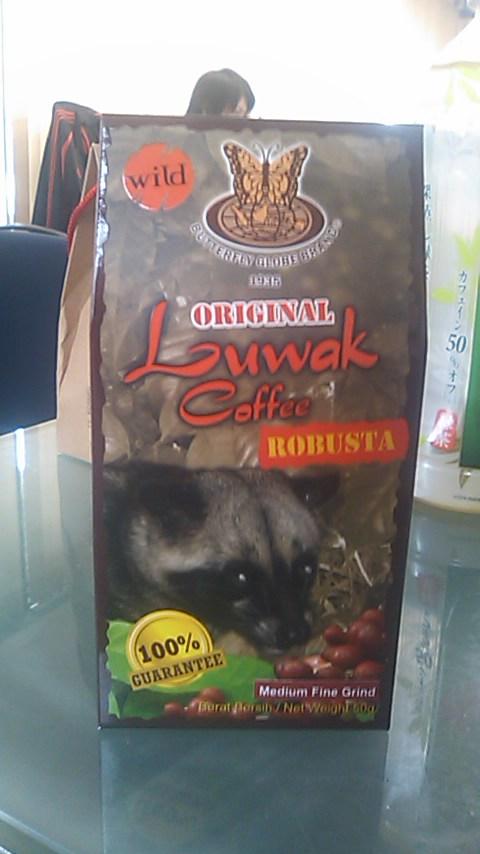 wild
BUTTERFLY GLOBE BRAND
1935
ORIGINAL
Luwak
Coffee
ROBUSTA
100%
GUARANTEE
Medium Fine Grind
Berat Bersih / Net Weight 50g
カフェイン50%オフ